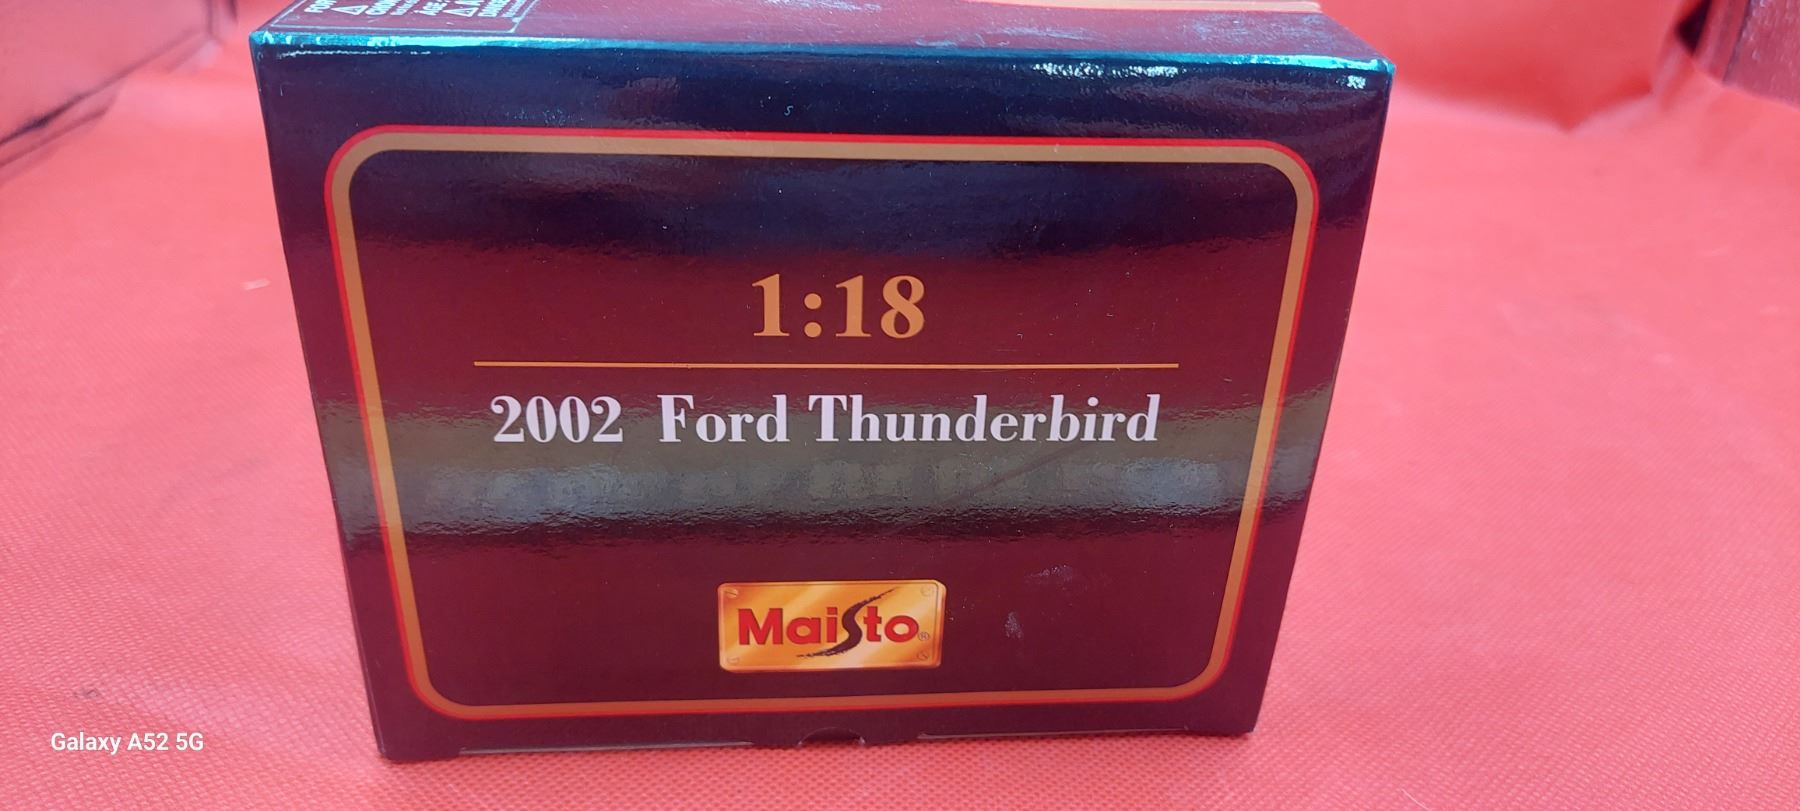 1:18
2002 Ford Thunderbird
Maisto®
Galaxy A52 5G